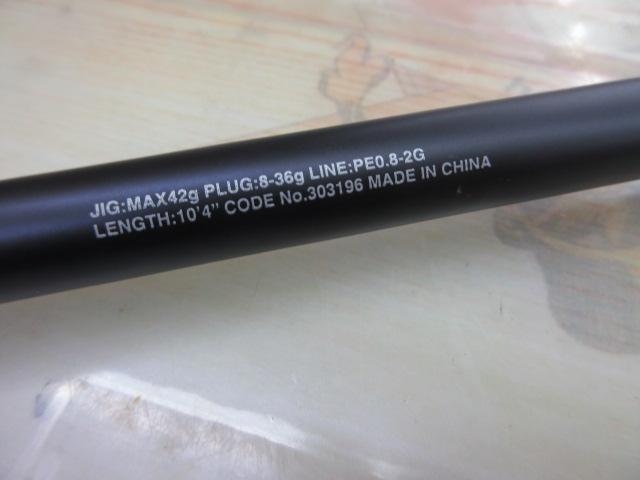 JIG:MAX42g PLUG:8-36g LINE:PE0.8-2G
LENGTH:10'4" CODE No.303196 MADE IN CHINA